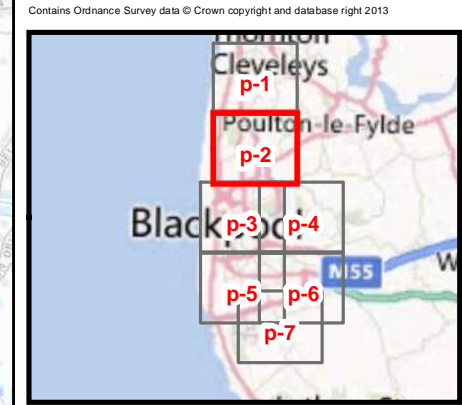 Contains Ordnance Survey data © Crown copyright and database right 2013
Thornton
Cleveleys
p-1
Poulton-le-Fylde
p-2
Blackpool
p-3
p-4
M55
p-5
p-6
p-7